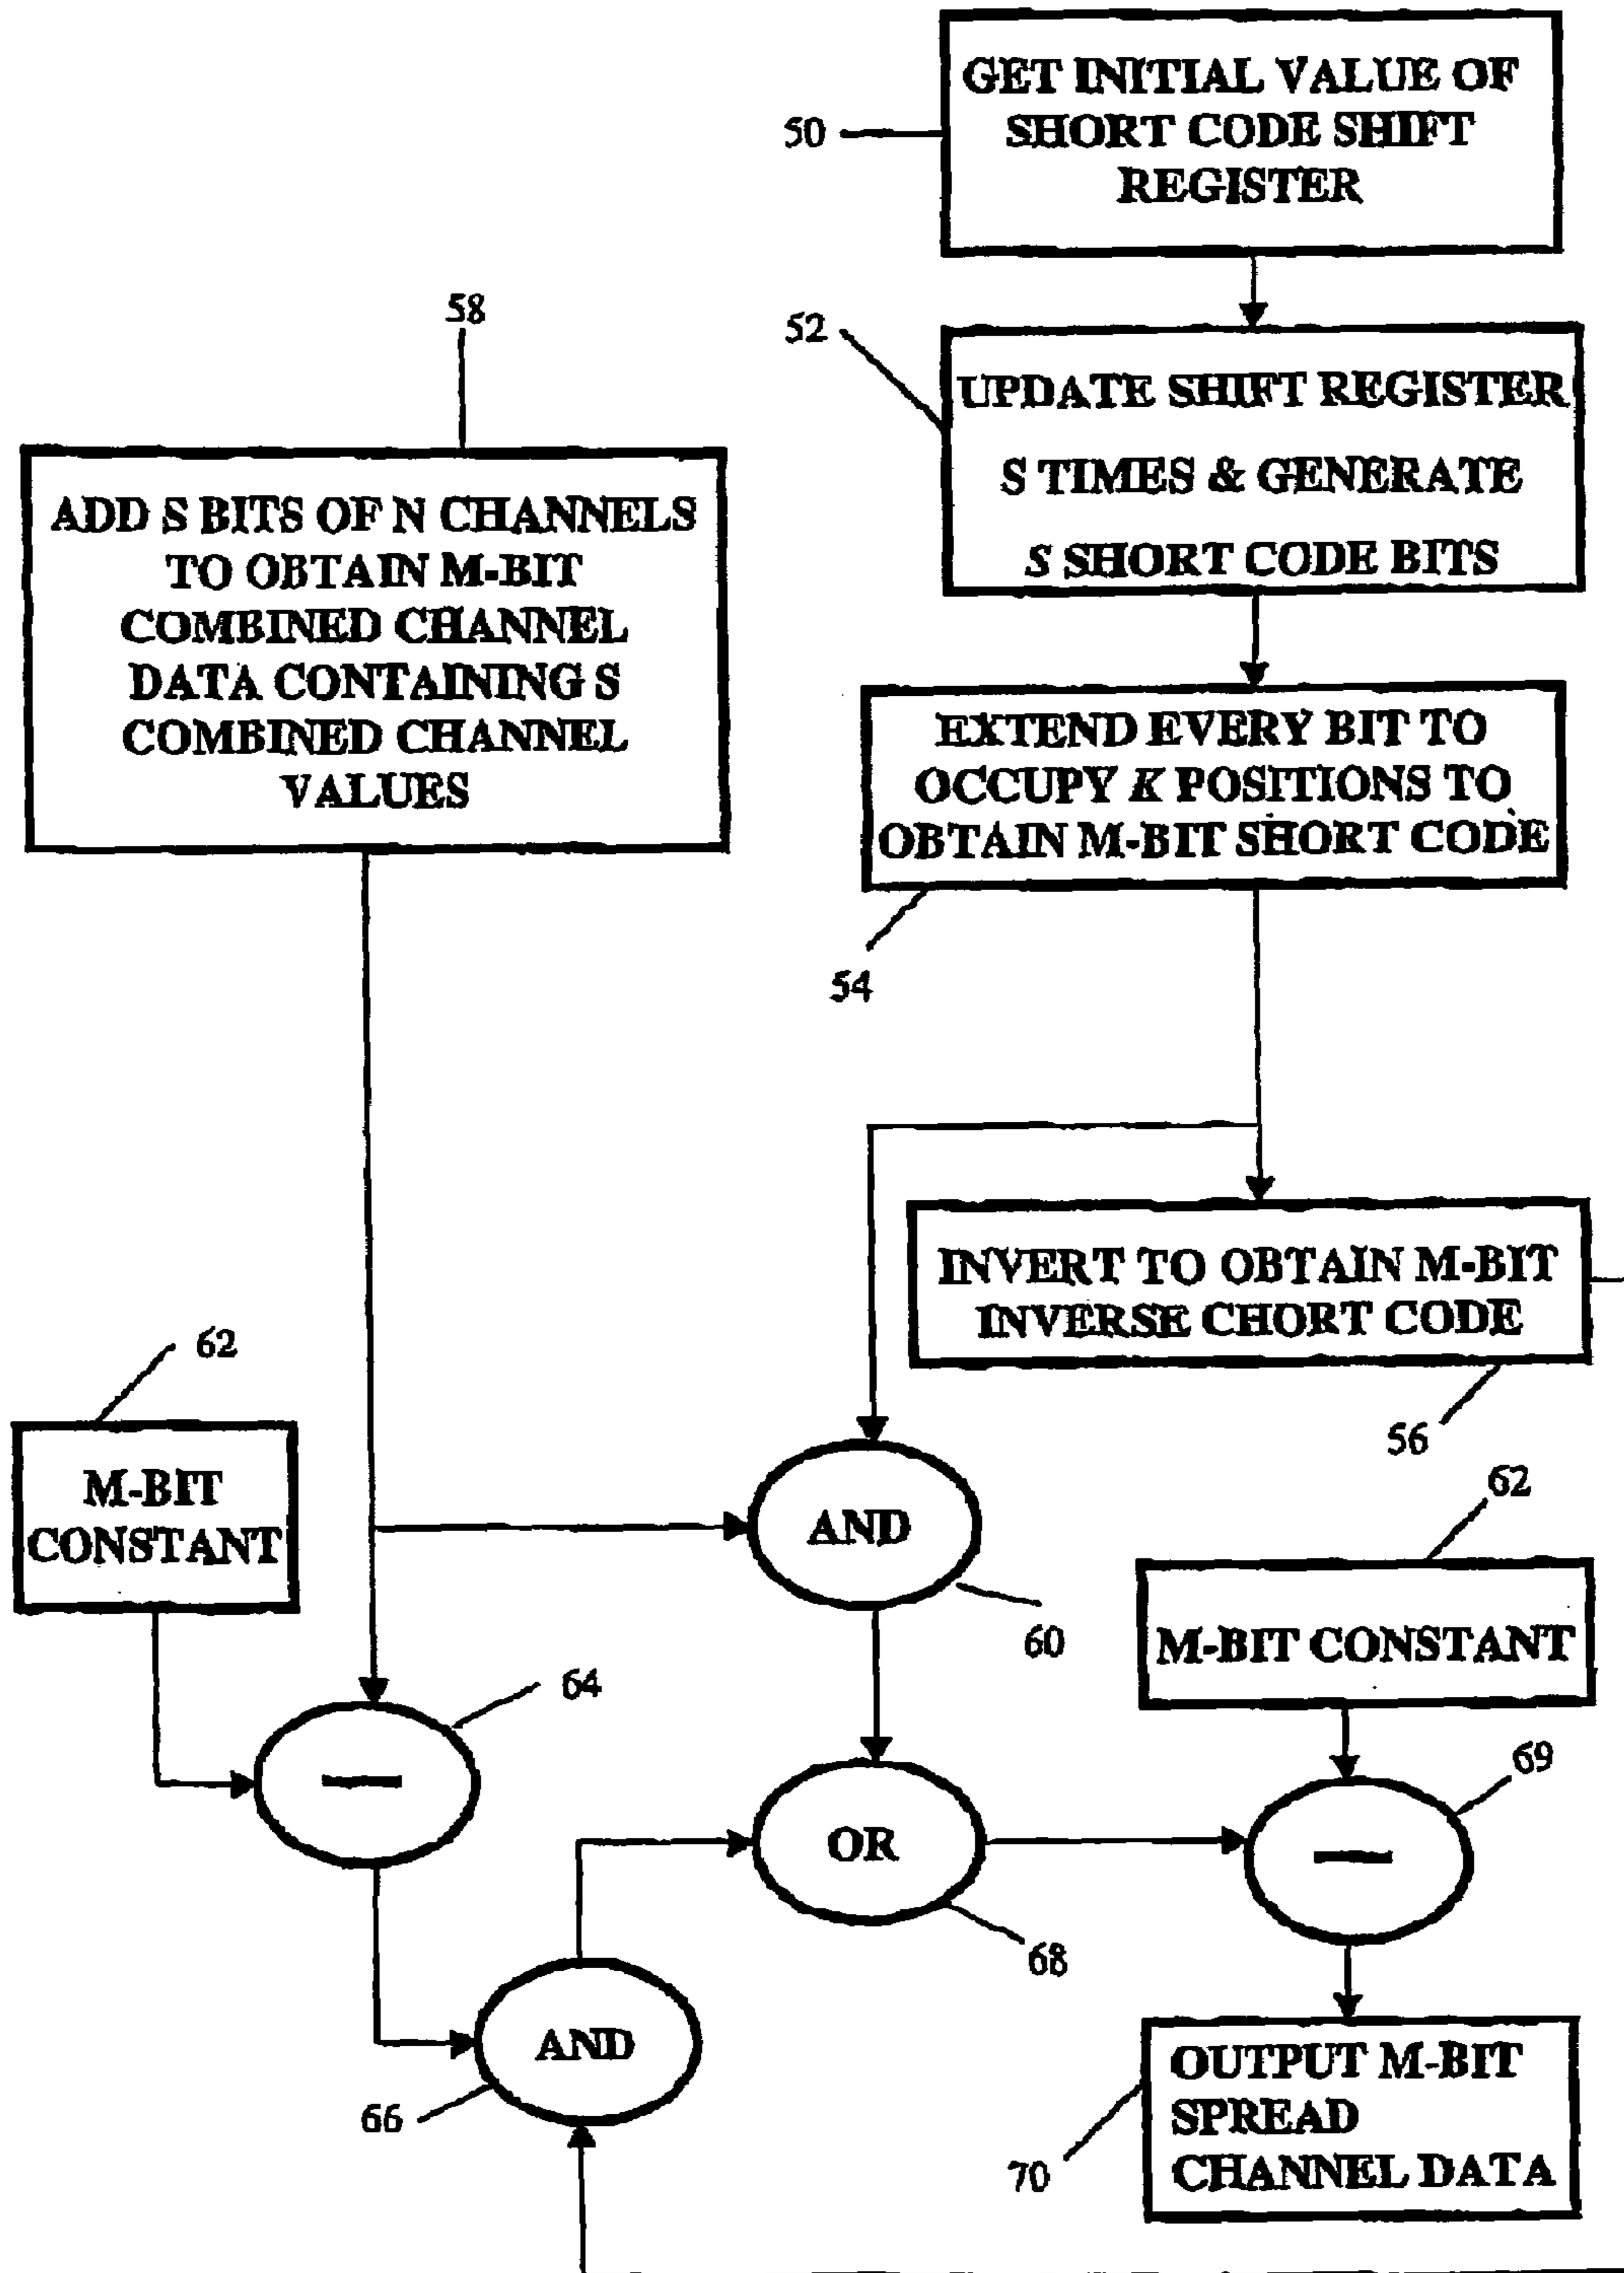 GET INITIAL VALUE OF
SHORT CODE SHIFT
REGISTER
50
52
UPDATE SHIFT REGISTER
S TIMES & GENERATE
S SHORT CODE BITS
58
ADD S BITS OF N CHANNELS
TO OBTAIN M-BIT
COMBINED CHANNEL
DATA CONTAINING S
COMBINED CHANNEL
VALUES
EXTEND EVERY BIT TO
OCCUPY K POSITIONS TO
OBTAIN M-BIT SHORT CODE
54
INVERT TO OBTAIN M-BIT
INVERSE CHORT CODE
56
62
M-BIT
CONSTANT
AND
60
62
M-BIT CONSTANT
64
—
OR
68
69
—
AND
66
OUTPUT M-BIT
SPREAD
CHANNEL DATA
70